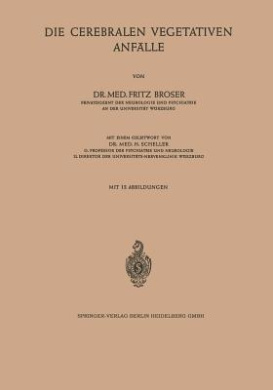 DIE CEREBRALEN VEGETATIVEN
ANFÄLLE
VON
DR. MED. FRITZ BROSER
PRIVATDOZENT DER NEUROLOGIE UND PSYCHIATRIE
AN DER UNIVERSITÄT WÜRZBURG
MIT EINEM GELEITWORT VON
DR. MED. H. SCHELLER
O. PROFESSOR DER PSYCHIATRIE UND NEUROLOGIE
U. DIREKTOR DER UNIVERSITÄTS-NERVENKLINIK WÜRZBURG
MIT ABBILDUNGEN
SPRINGER-VERLAG BERLIN HEIDELBERG GMBH